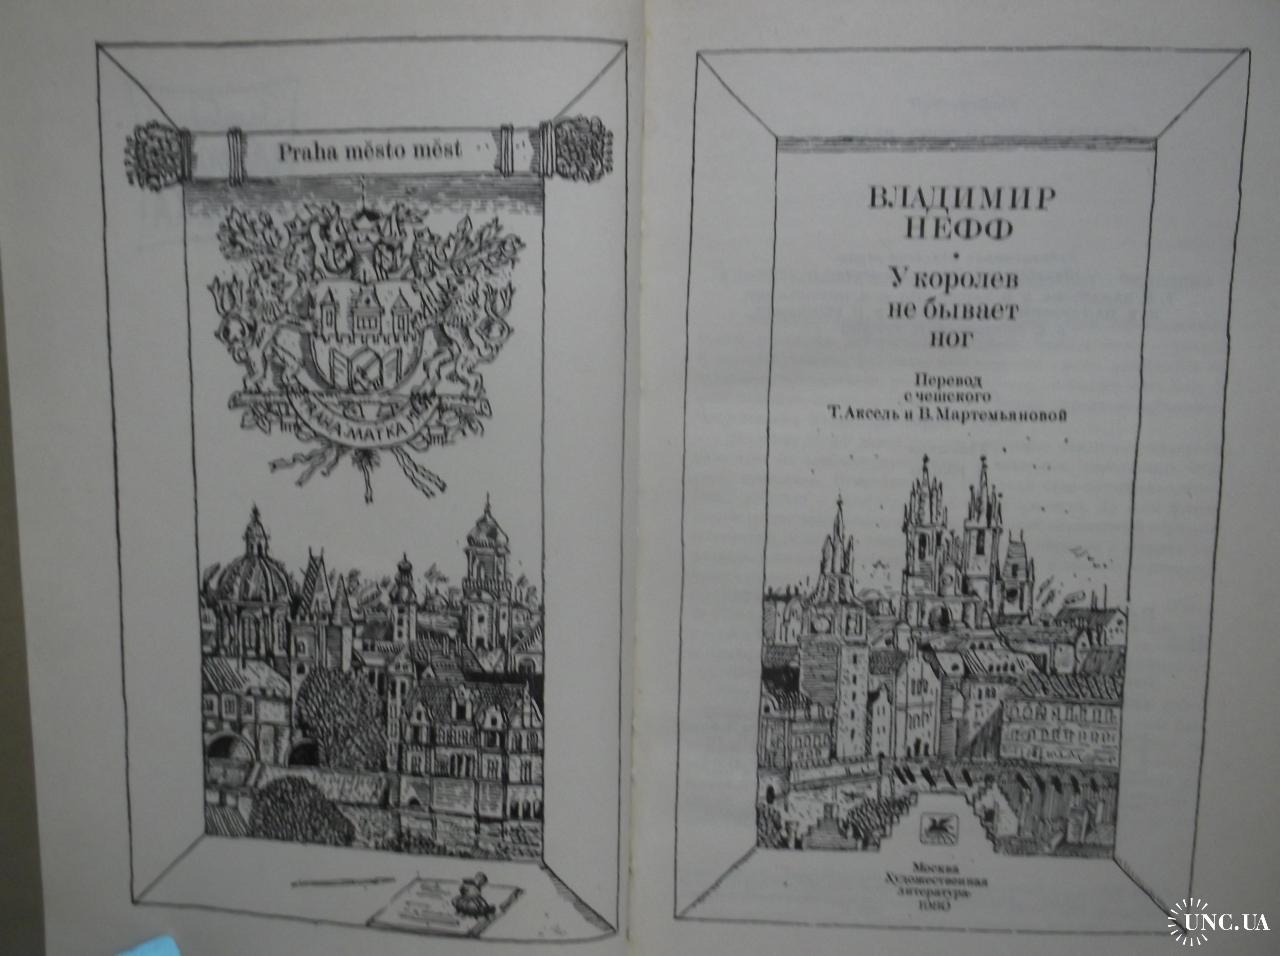 Praha město měst
PRAHA MATKA
ВЛАДИМИР
НЕФФ
У королев
не бывает
ног
Перевод
с чешского
Т. Аксель и В. Мартемьяновой
Москва
Художественная
литература
1980
UNC.UA